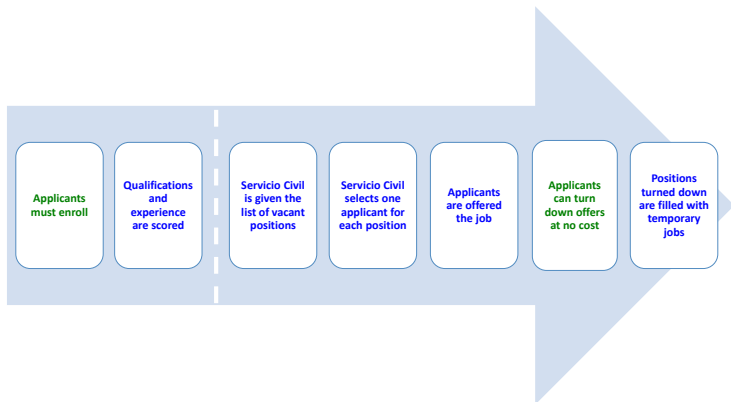 Applicants
must enroll
Qualifications
and
experience
are scored
Servicio Civil
is given the
list of vacant
positions
Servicio Civil
selects one
applicant for
each position
Applicants
are offered
the job
Applicants
can turn
down offers
at no cost
Positions
turned down
are filled with
temporary
jobs